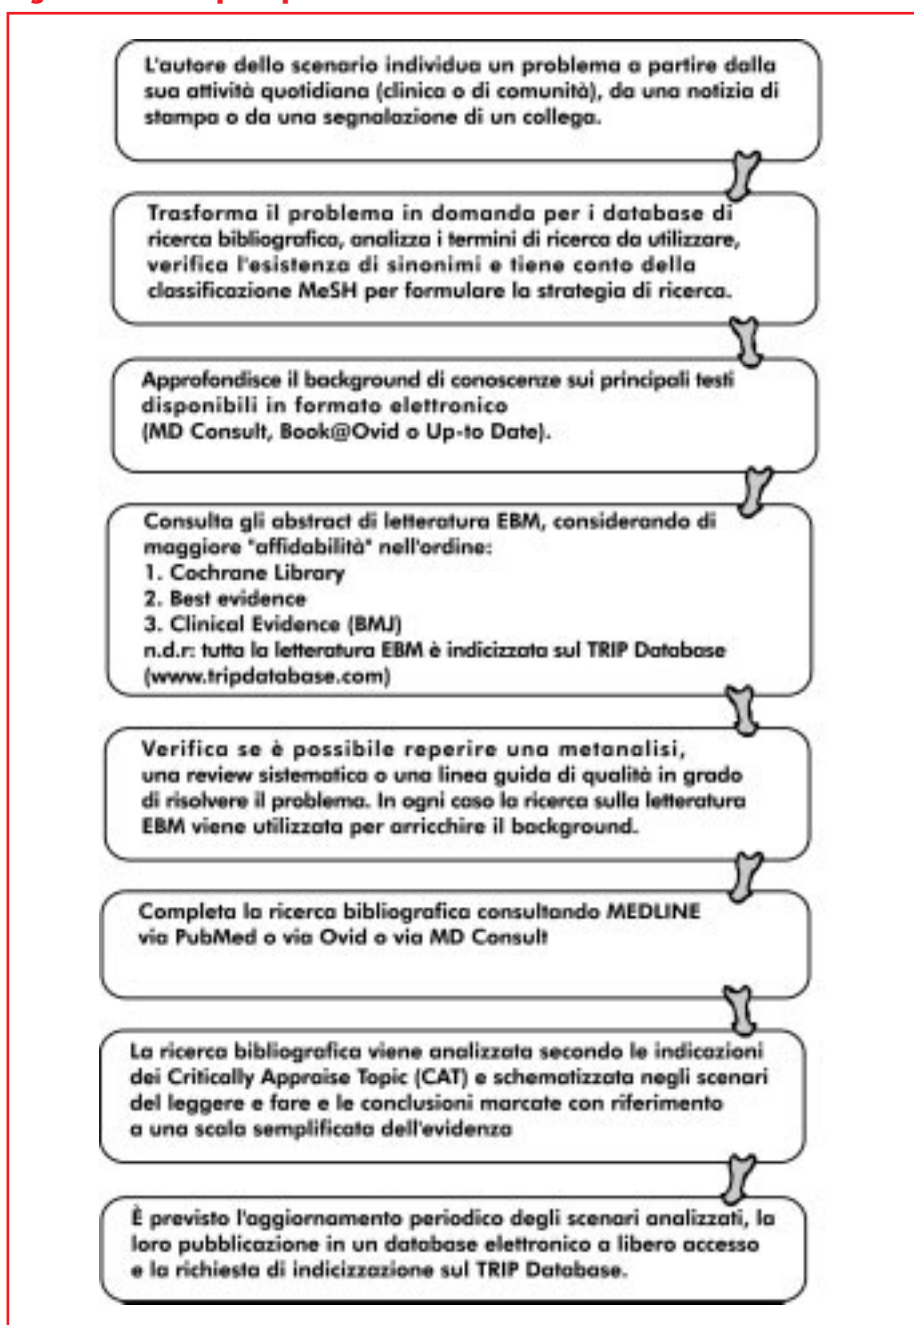 L'autore dello scenario individua un problema a partire dalla
sua attività quotidiana (clinica o di comunità), da una notizia di
stampa o da una segnalazione di un collega.
Trasforma il problema in domanda per i database di
ricerca bibliografica, analizza i termini di ricerca da utilizzare,
verifica l'esistenza di sinonimi e tiene conto della
classificazione MeSH per formulare la strategia di ricerca.
Approfondisce il background di conoscenze sui principali testi
disponibili in formato elettronico
(MD Consult, Book@Ovid o Up-to Date).
Consulta gli abstract di letteratura EBM, considerando di
maggiore "affidabilità" nell'ordine:
1. Cochrane Library
2. Best evidence
3. Clinical Evidence (BMJ)
n.d.r: tutta la letteratura EBM è indicizzata sul TRIP Database
(www.tripdatabase.com)
Verifica se è possibile reperire una metanalisi,
una review sistematica o una linea guida di qualità in grado
di risolvere il problema. In ogni caso la ricerca sulla letteratura
EBM viene utilizzata per arricchire il background.
Completa la ricerca bibliografica consultando MEDLINE
via PubMed o via Ovid o via MD Consult
La ricerca bibliografica viene analizzata secondo le indicazioni
dei Critically Appraise Topic (CAT) e schematizzata negli scenari
del leggere e fare e le conclusioni marcate con riferimento
a una scala semplificata dell'evidenza
È previsto l'aggiornamento periodico degli scenari analizzati, la
loro pubblicazione in un database elettronico a libero accesso
e la richiesta di indicizzazione sul TRIP Database.